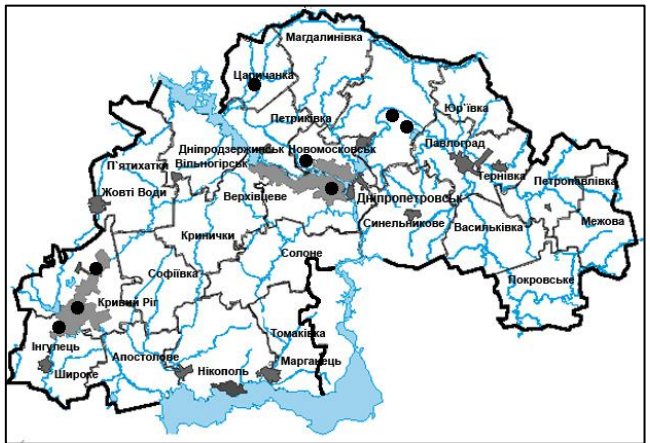 Магдалинівка
Царичанка
Юр'ївка
Петриківка
Дніпродзержинськ Новомосковськ Павлоград
П'ятихатки Вільногірськ Тернівка Петропавлівка
Жовті Води Верхівцеве Дніпропетровськ Межова
Синельникове Васильківка
Кринички
Солоне
Софіївка Покровське
Кривий Ріг
Томаківка
Інгулець Апостолове Марганець
Широке Нікополь